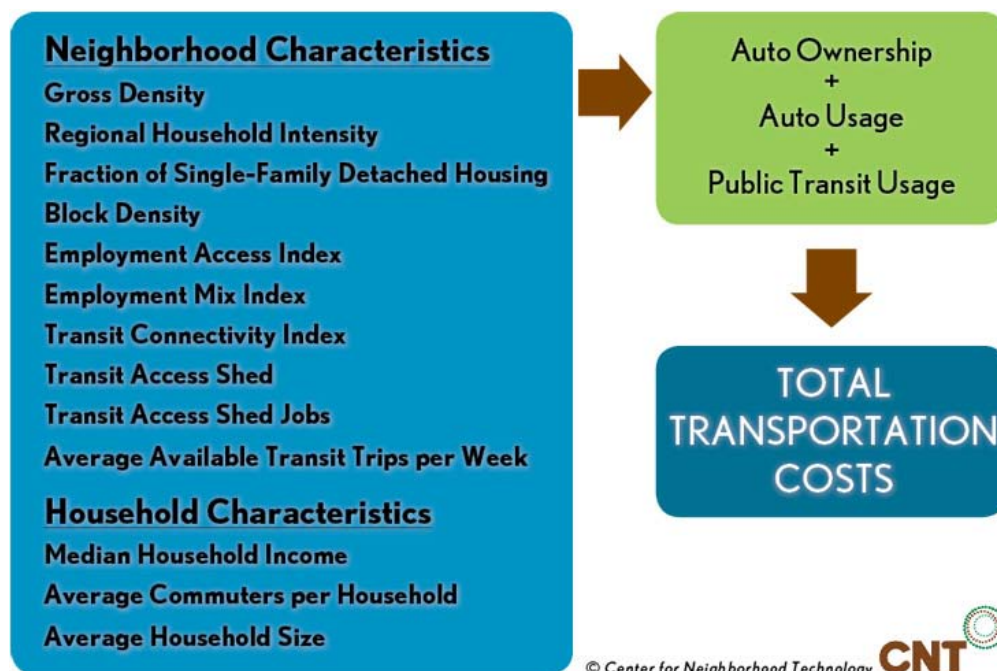 Neighborhood Characteristics
Gross Density
Regional Household Intensity
Fraction of Single-Family Detached Housing
Block Density
Employment Access Index
Employment Mix Index
Transit Connectivity Index
Transit Access Shed
Transit Access Shed Jobs
Average Available Transit Trips per Week
Household Characteristics
Median Household Income
Average Commuters per Household
Average Household Size
Auto Ownership
+
Auto Usage
+
Public Transit Usage
TOTAL
TRANSPORTATION
COSTS
© Center for Neighborhood Technology
CNT